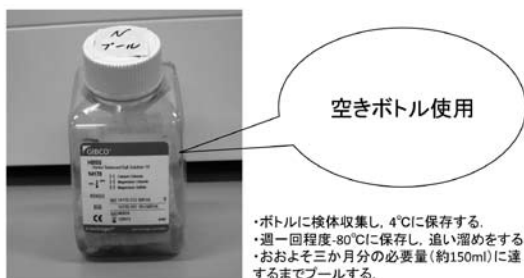 N
プール
GIBCO
HBSS
空きボトル使用
・ボトルに検体収集し, 4℃に保存する.
・週一回程度-80℃に保存し, 追い溜めをする
・おおよそ三か月分の必要量(約150ml)に達
するまでプールする.